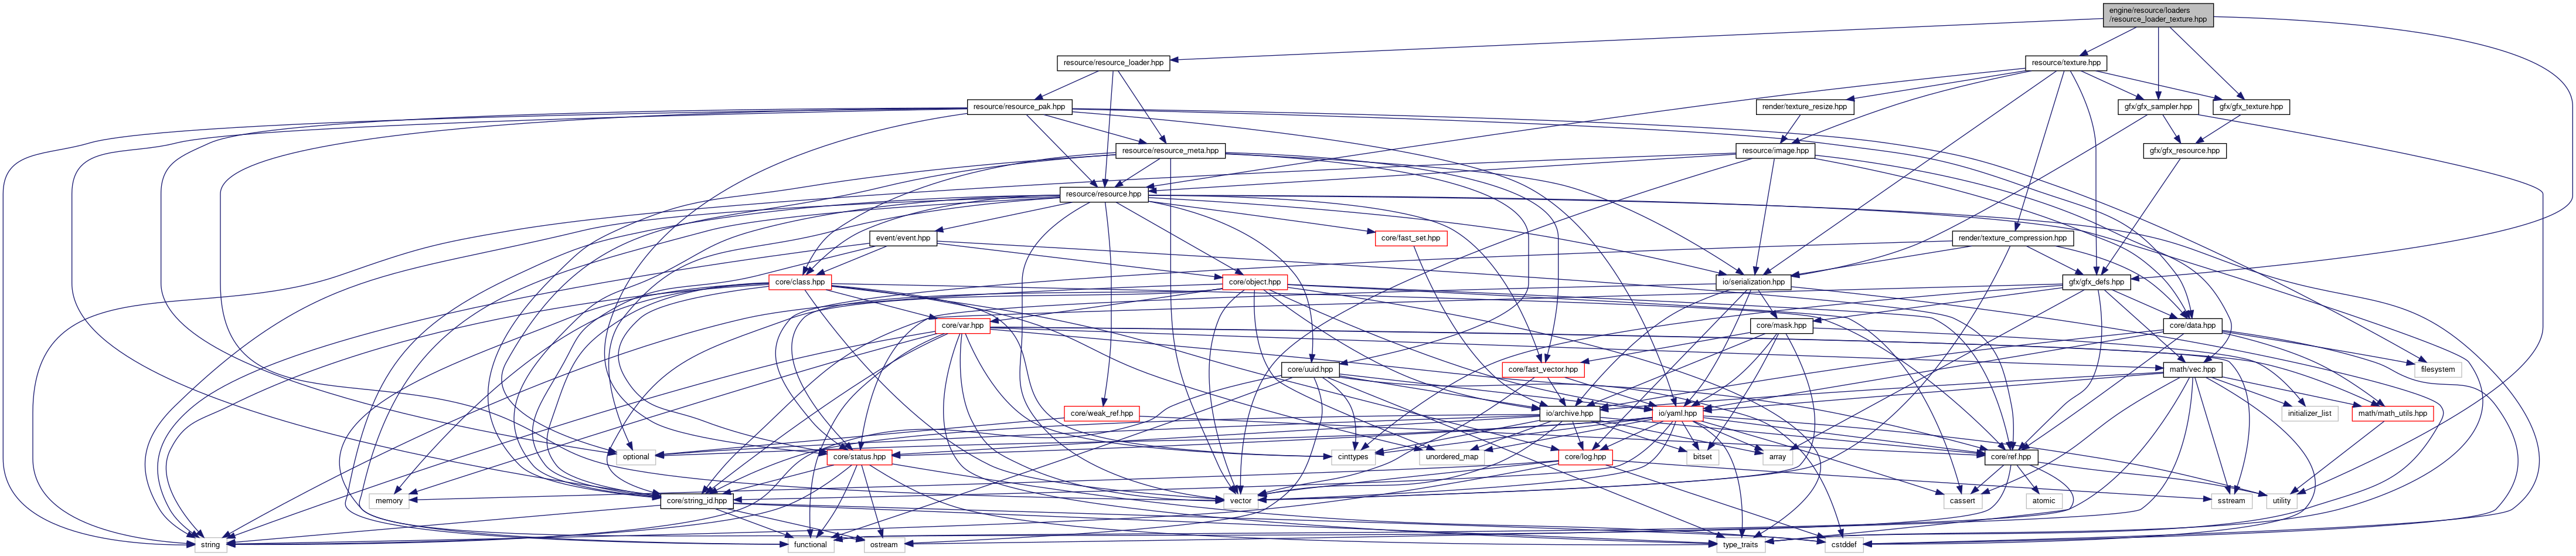 engine/resource/loaders
/resource_loader_texture.hpp
resource/resource_loader.hpp
resource/texture.hpp
resource/resource_pak.hpp
render/texture_resize.hpp
gfx/gfx_sampler.hpp
gfx/gfx_texture.hpp
resource/resource_meta.hpp
resource/image.hpp
gfx/gfx_resource.hpp
resource/resource.hpp
event/event.hpp
core/fast_set.hpp
render/texture_compression.hpp
core/class.hpp
core/object.hpp
io/serialization.hpp
gfx/gfx_defs.hpp
core/var.hpp
core/mask.hpp
core/data.hpp
core/uuid.hpp
core/fast_vector.hpp
math/vec.hpp
filesystem
core/weak_ref.hpp
io/archive.hpp
io/yaml.hpp
initializer_list
math/math_utils.hpp
optional
core/status.hpp
cinttypes
unordered_map
core/log.hpp
bitset
array
core/ref.hpp
memory
core/string_id.hpp
vector
cassert
atomic
sstream
utility
string
functional
ostream
type_traits
cstddef